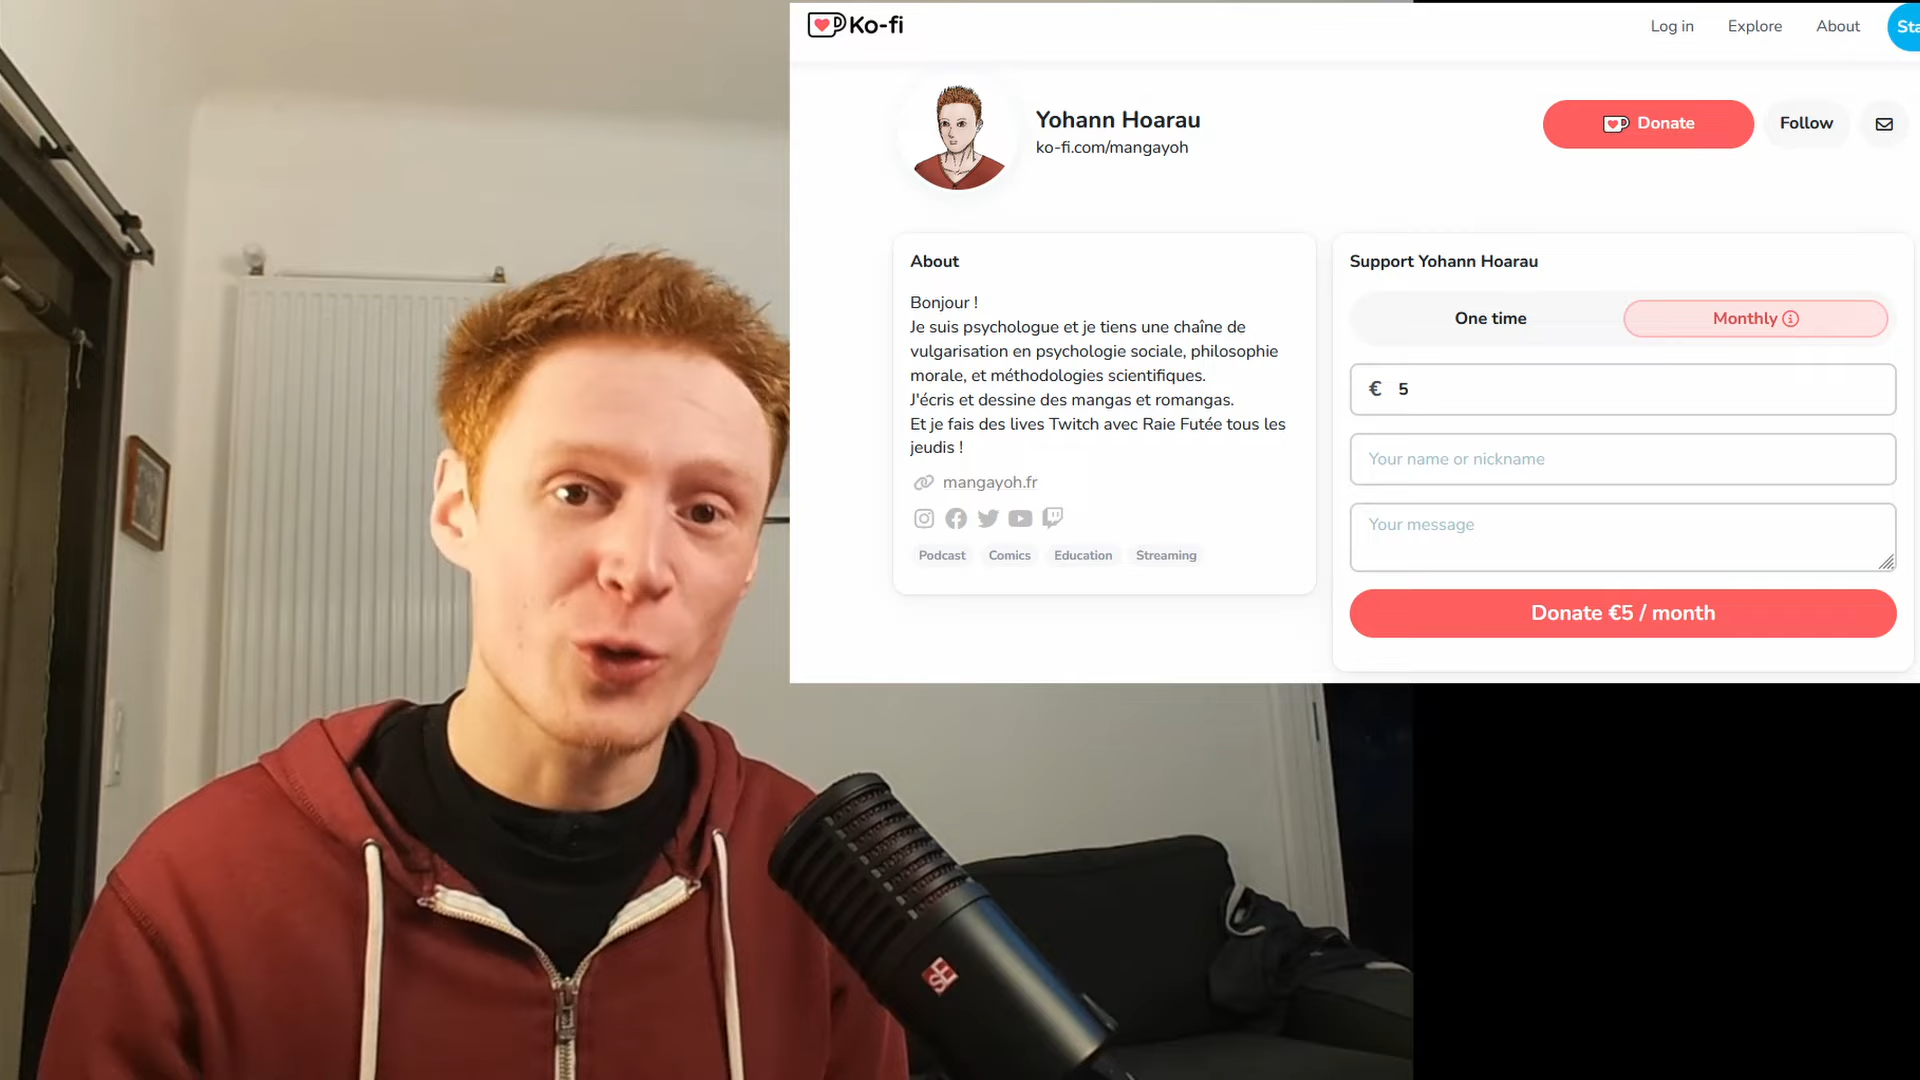 Ko-fi
Log in
Explore
About
Sta
Yohann Hoarau
ko-fi.com/mangayoh
Donate
Follow
About
Bonjour !
Je suis psychologue et je tiens une chaîne de
vulgarisation en psychologie sociale, philosophie
morale, et méthodologies scientifiques.
J'écris et dessine des mangas et romangas.
Et je fais des lives Twitch avec Raie Futée tous les
jeudis !
mangayoh.fr
Podcast
Comics
Education
Streaming
Support Yohann Hoarau
One time
Monthly
€ 5
Your name or nickname
Your message
Donate €5 / month
sE